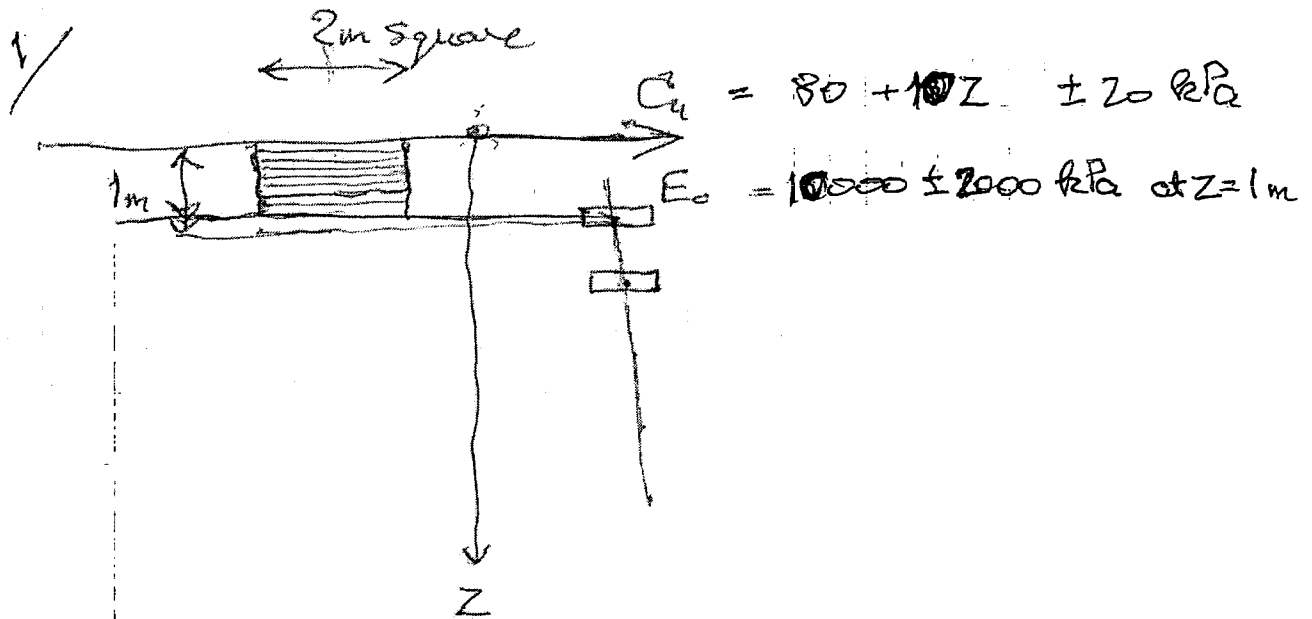 1/
2m square
Cu = 80 + 10Z ± 20 kPa
1m
E₀ = 10000 ± 2000 kPa at Z = 1m
Z